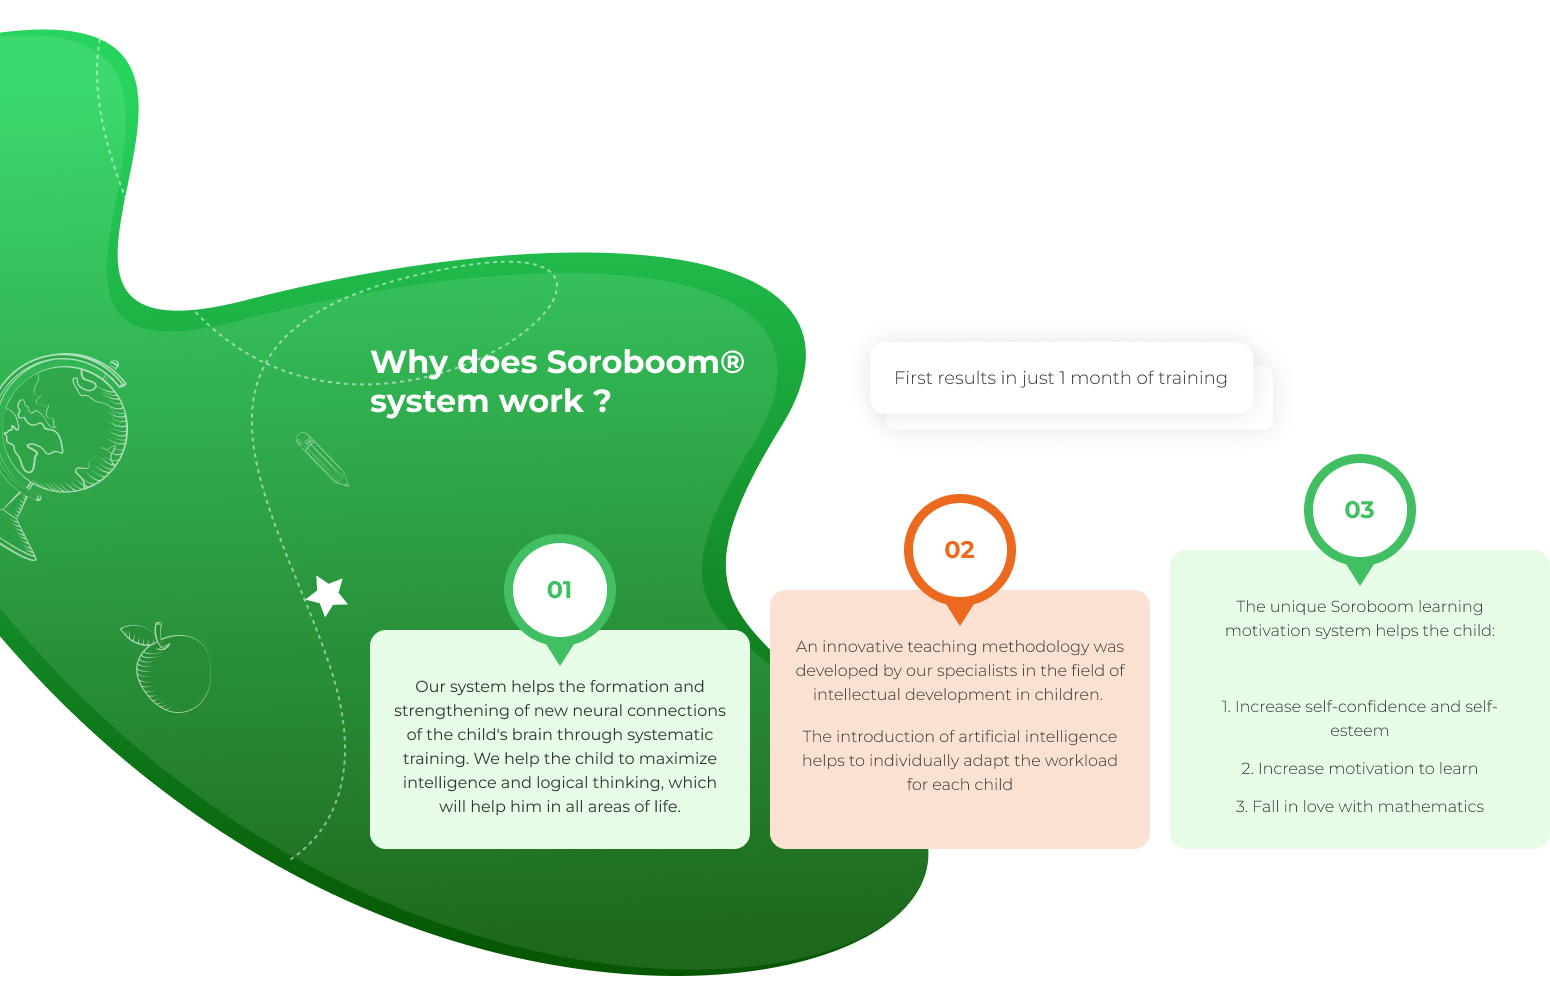 Why does Soroboom®
system work ?
First results in just 1 month of training
01
Our system helps the formation and
strengthening of new neural connections
of the child's brain through systematic
training. We help the child to maximize
intelligence and logical thinking, which
will help him in all areas of life.
02
An innovative teaching methodology was
developed by our specialists in the field of
intellectual development in children.
The introduction of artificial intelligence
helps to individually adapt the workload
for each child
03
The unique Soroboom learning
motivation system helps the child:
1. Increase self-confidence and self-
esteem
2. Increase motivation to learn
3. Fall in love with mathematics